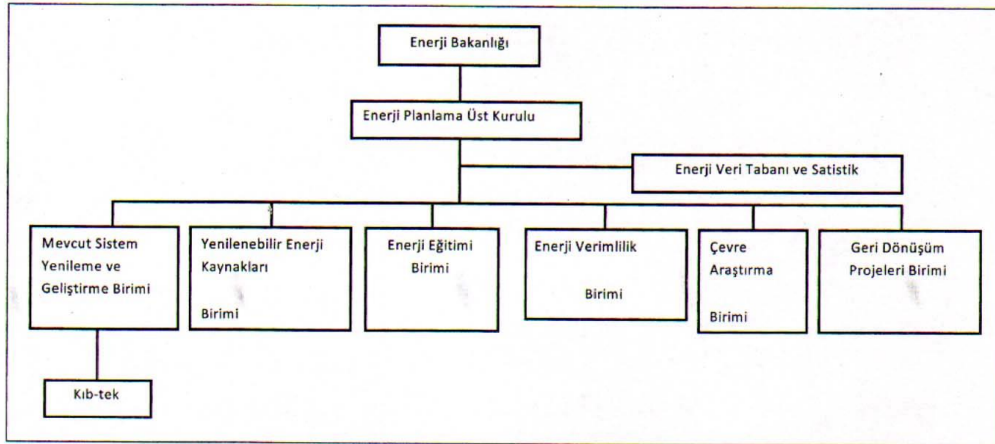 Enerji Bakanlığı
Enerji Planlama Üst Kurulu
Enerji Veri Tabanı ve Satistik
Mevcut Sistem
Yenileme ve
Geliştirme Birimi
Yenilenebilir Enerji
Kaynakları
Birimi
Enerji Eğitimi
Birimi
Enerji Verimlilik
Birimi
Çevre
Araştırma
Birimi
Geri Dönüşüm
Projeleri Birimi
Kıb-tek